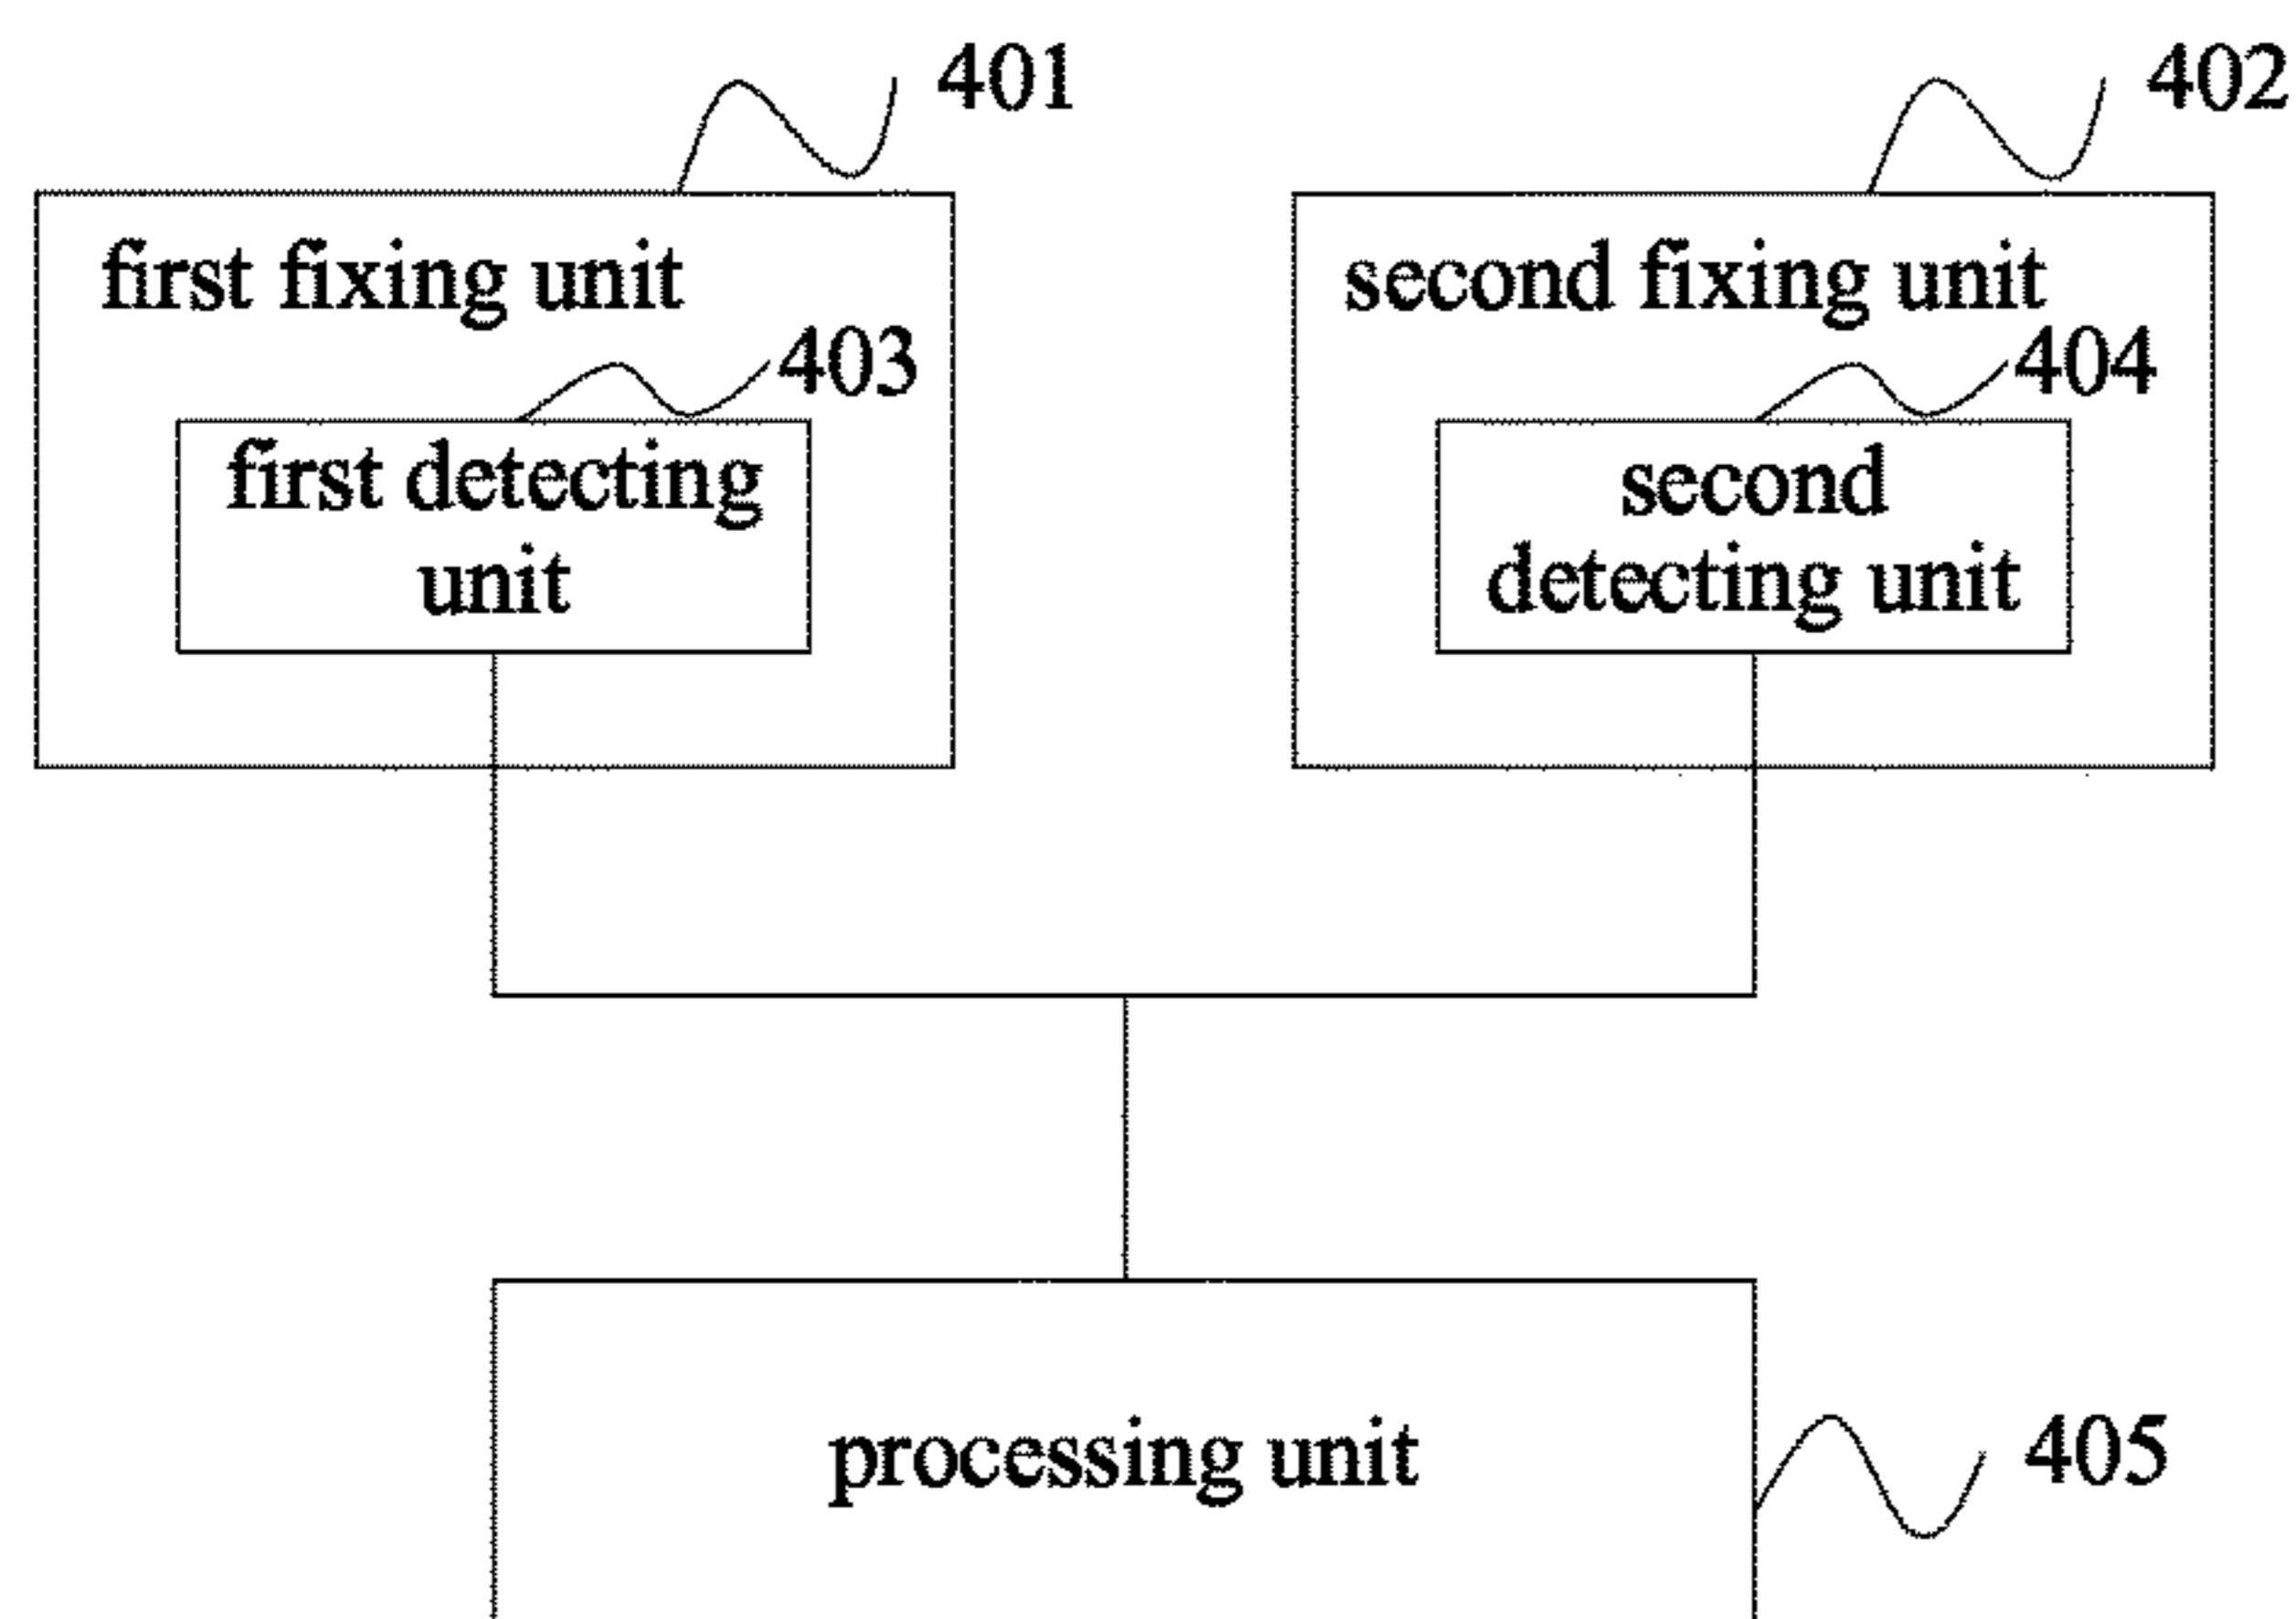 401
402
first fixing unit
second fixing unit
403
404
first detecting
unit
second
detecting unit
processing unit
405